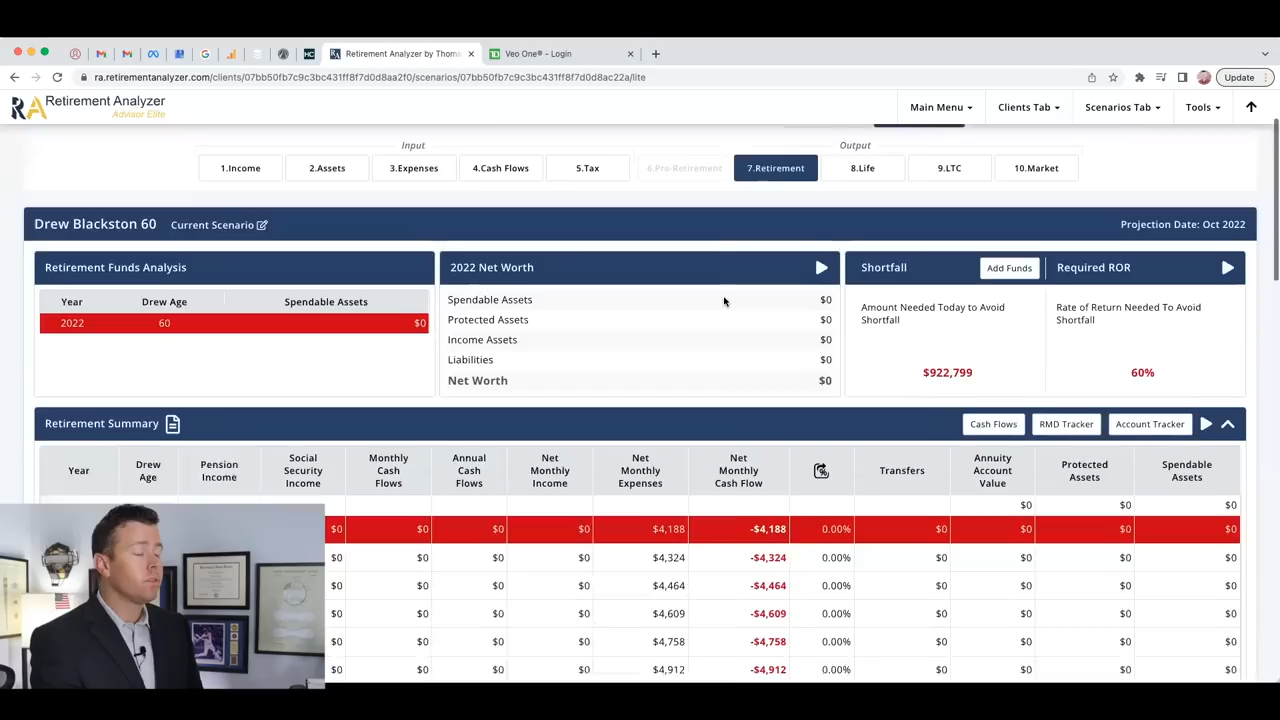 Retirement Analyzer by Thom
Veo One® - Login
ra.retirementanalyzer.com/clients/07bb50fb7c9c3bc431ff8f7d0d8aa2f0/scenarios/07bb50fb7c9c3bc431ff8f7d0d8ac22a/lite
Update
RA Retirement Analyzer
Advisor Elite
Main Menu
Clients Tab
Scenarios Tab
Tools
Input
Output
1.Income
2.Assets
3.Expenses
4.Cash Flows
5.Tax
6.Pre-Retirement
7.Retirement
8.Life
9.LTC
10.Market
Drew Blackston 60 Current Scenario
Projection Date: Oct 2022
Retirement Funds Analysis
Year Drew Age Spendable Assets
2022 60 $0
2022 Net Worth
Spendable Assets $0
Protected Assets $0
Income Assets $0
Liabilities $0
Net Worth $0
Shortfall Add Funds
Amount Needed Today to Avoid
Shortfall
$922,799
Required ROR
Rate of Return Needed To Avoid
Shortfall
60%
Retirement Summary
Cash Flows RMD Tracker Account Tracker
Year
Drew
Age
Pension
Income
Social
Security
Income
Monthly
Cash
Flows
Annual
Cash
Flows
Net
Monthly
Income
Net
Monthly
Expenses
Net
Monthly
Cash Flow
%
Transfers
Annuity
Account
Value
Protected
Assets
Spendable
Assets
$0 $0 $0
$0 $0 $0 $0 $4,188 -$4,188 0.00% $0 $0 $0 $0
$0 $0 $0 $0 $4,324 -$4,324 0.00% $0 $0 $0 $0
$0 $0 $0 $0 $4,464 -$4,464 0.00% $0 $0 $0 $0
$0 $0 $0 $0 $4,609 -$4,609 0.00% $0 $0 $0 $0
$0 $0 $0 $0 $4,758 -$4,758 0.00% $0 $0 $0 $0
$0 $0 $0 $0 $4,912 -$4,912 0.00% $0 $0 $0 $0